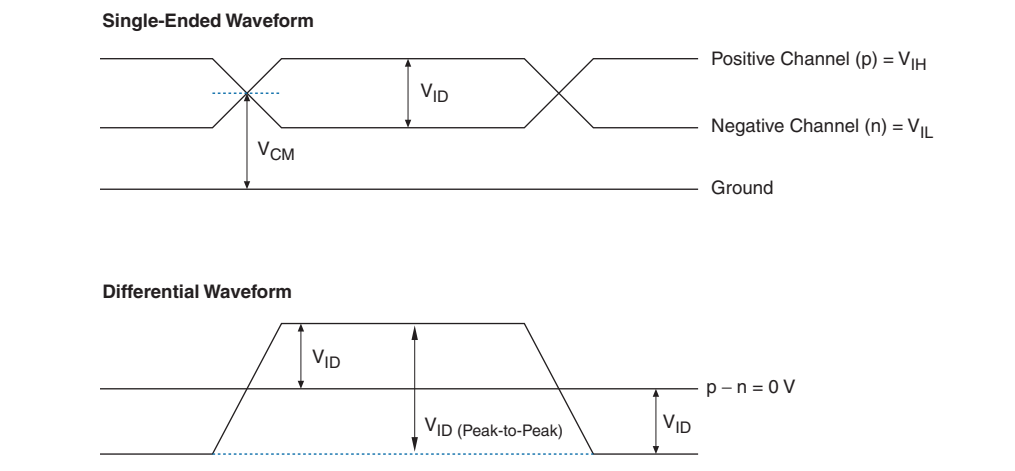 Single-Ended Waveform
Positive Channel (p) = VIH
VID
Negative Channel (n) = VIL
VCM
Ground
Differential Waveform
VID
p – n = 0 V
VID (Peak-to-Peak)
VID